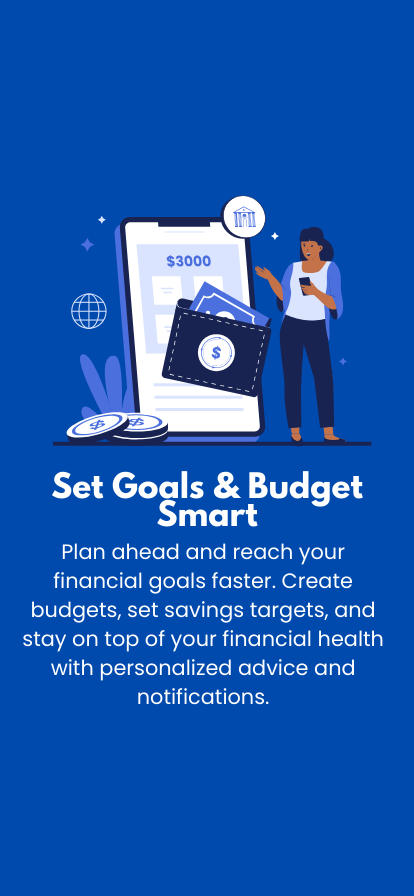 $3000
$
$
$
Set Goals & Budget
Smart
Plan ahead and reach your
financial goals faster. Create
budgets, set savings targets, and
stay on top of your financial health
with personalized advice and
notifications.